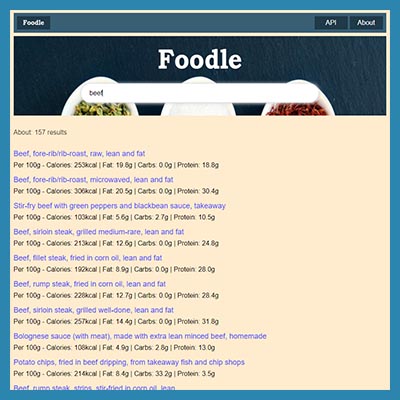 Foodle
API
About
Foodle
beef
About 157 results
Beef, fore-rib/rib-roast, raw, lean and fat
Per 100g - Calories: 253kcal | Fat: 19.8g | Carbs: 0.0g | Protein: 18.8g
Beef, fore-rib/rib-roast, microwaved, lean and fat
Per 100g - Calories: 306kcal | Fat: 20.5g | Carbs: 0.0g | Protein: 30.4g
Stir-fry beef with green peppers and blackbean sauce, takeaway
Per 100g - Calories: 103kcal | Fat: 5.6g | Carbs: 2.7g | Protein: 10.5g
Beef, sirloin steak, grilled medium-rare, lean and fat
Per 100g - Calories: 213kcal | Fat: 12.6g | Carbs: 0.0g | Protein: 24.8g
Beef, fillet steak, fried in corn oil, lean and fat
Per 100g - Calories: 192kcal | Fat: 8.9g | Carbs: 0.0g | Protein: 28.0g
Beef, rump steak, fried in corn oil, lean and fat
Per 100g - Calories: 228kcal | Fat: 12.7g | Carbs: 0.0g | Protein: 28.4g
Beef, sirloin steak, grilled well-done, lean and fat
Per 100g - Calories: 257kcal | Fat: 14.4g | Carbs: 0.0g | Protein: 31.8g
Bolognese sauce (with meat), made with extra lean minced beef, homemade
Per 100g - Calories: 108kcal | Fat: 4.9g | Carbs: 2.8g | Protein: 13.0g
Potato chips, fried in beef dripping, from takeaway fish and chip shops
Per 100g - Calories: 214kcal | Fat: 8.4g | Carbs: 33.2g | Protein: 3.5g
Beef, rump steak, strips, stir-fried in corn oil, lean